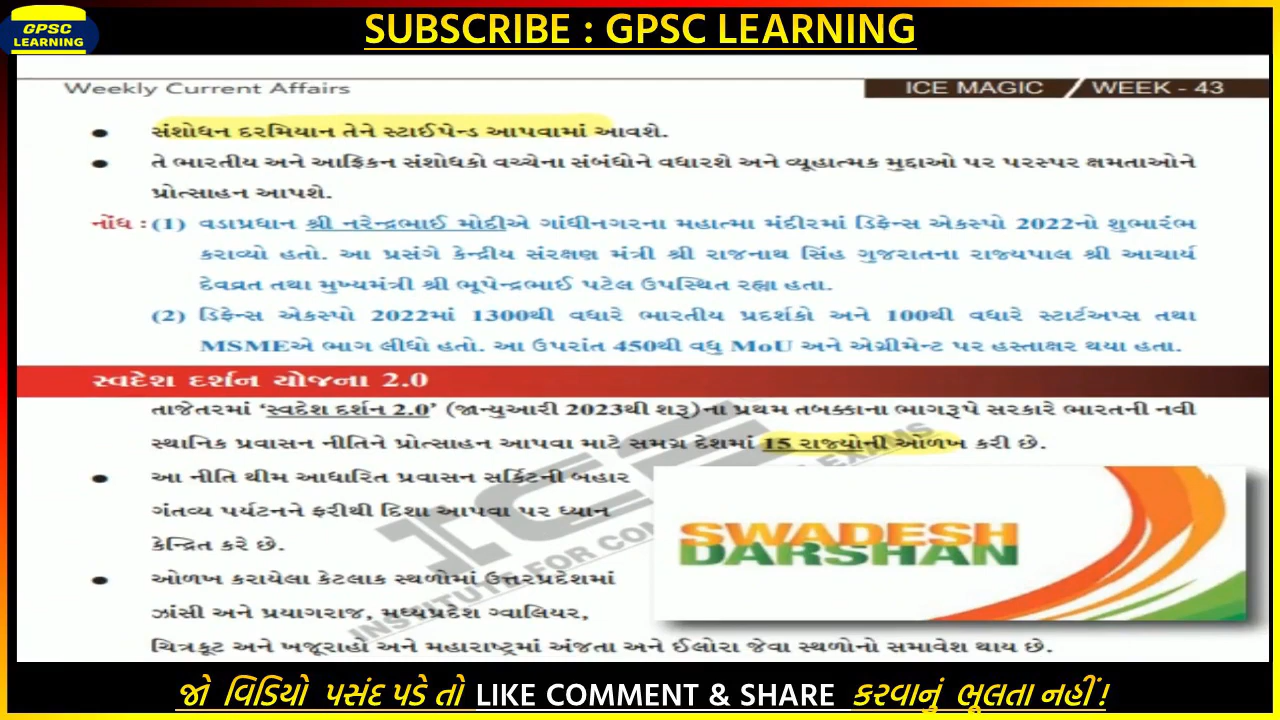 GPSC
LEARNING
SUBSCRIBE : GPSC LEARNING
Weekly Current Affairs
ICE MAGIC / WEEK - 43
● સંશોધન દરમિયાન તેને સ્ટાઈપેન્ડ આપવામાં આવશે.
● તે ભારતીય અને આફ્રિકન સંશોધકો વચ્ચેના સંબંધોને વધારશે અને વ્યૂહાત્મક મુદ્દાઓ પર પરસ્પર ક્ષમતાઓને
પ્રોત્સાહન આપશે.
નોંધ : (1) વડાપ્રધાન શ્રી નરેન્દ્રભાઈ મોદીએ ગાંધીનગરના મહાત્મા મંદીરમાં ડિફેન્સ એક્સ્પો 2022નો શુભારંભ
કરાવ્યો હતો. આ પ્રસંગે કેન્દ્રીય સંરક્ષણ મંત્રી શ્રી રાજનાથ સિંહ ગુજરાતના રાજ્યપાલ શ્રી આચાર્ય
દેવવ્રત તથા મુખ્યમંત્રી શ્રી ભૂપેન્દ્રભાઈ પટેલ ઉપસ્થિત રહ્યા હતા.
(2) ડિફેન્સ એક્સ્પો 2022માં 1300થી વધારે ભારતીય પ્રદર્શકો અને 100થી વધારે સ્ટાર્ટઅપ્સ તથા
MSMEએ ભાગ લીધો હતો. આ ઉપરાંત 450થી વધુ MoU અને એગ્રીમેન્ટ પર હસ્તાક્ષર થયા હતા.
સ્વદેશ દર્શન યોજના 2.0
તાજેતરમાં ‘સ્વદેશ દર્શન 2.0’ (જાન્યુઆરી 2023થી શરૂ)ના પ્રથમ તબક્કાના ભાગરૂપે સરકારે ભારતની નવી
સ્થાનિક પ્રવાસન નીતિને પ્રોત્સાહન આપવા માટે સમગ્ર દેશમાં 15 રાજ્યોની ઓળખ કરી છે.
● આ નીતિ થીમ આધારિત પ્રવાસન સર્કિટની બહાર
ગંતવ્ય પર્યટનને ફરીથી દિશા આપવા પર ધ્યાન
કેન્દ્રિત કરે છે.
SWADESH
DARSHAN
● ઓળખ કરાયેલા કેટલાક સ્થળોમાં ઉત્તરપ્રદેશમાં
ઝાંસી અને પ્રયાગરાજ, મધ્યપ્રદેશ ગ્વાલિયર,
ચિત્રકૂટ અને ખજૂરાહો અને મહારાષ્ટ્રમાં અંજતા અને ઈલોરા જેવા સ્થળોનો સમાવેશ થાય છે.
જો વિડિયો પસંદ પડે તો LIKE COMMENT & SHARE કરવાનું ભૂલતા નહીં !